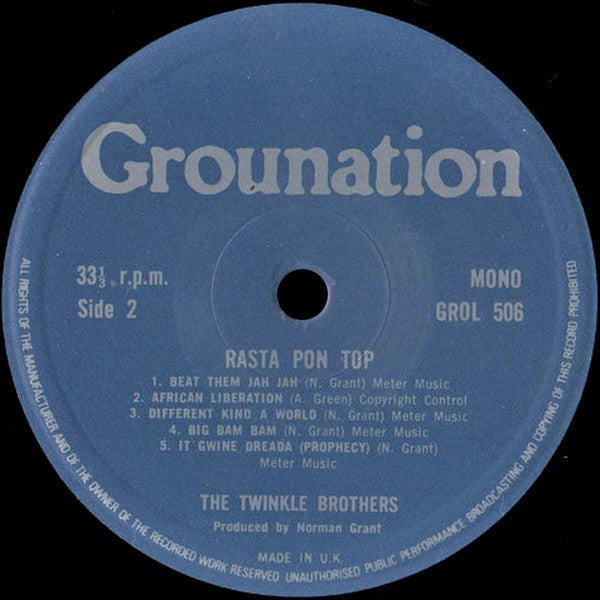 Grounation
33⅓ r.p.m.
Side 2
MONO
GROL 506
RASTA PON TOP
1. BEAT THEM JAH JAH (N. Grant) Meter Music
2. AFRICAN LIBERATION (A. Green) Copyright Control
3. DIFFERENT KIND A WORLD (N. Grant) Meter Music
4. BIG BAM BAM (N. Grant) Meter Music
5. IT GWINE DREADA (PROPHECY) (N. Grant)
Meter Music
THE TWINKLE BROTHERS
Produced by Norman Grant
MADE IN U.K.
ALL RIGHTS OF THE MANUFACTURER AND OF THE OWNER OF THE RECORDED WORK RESERVED UNAUTHORISED PUBLIC PERFORMANCE BROADCASTING AND COPYING OF THIS RECORD PROHIBITED